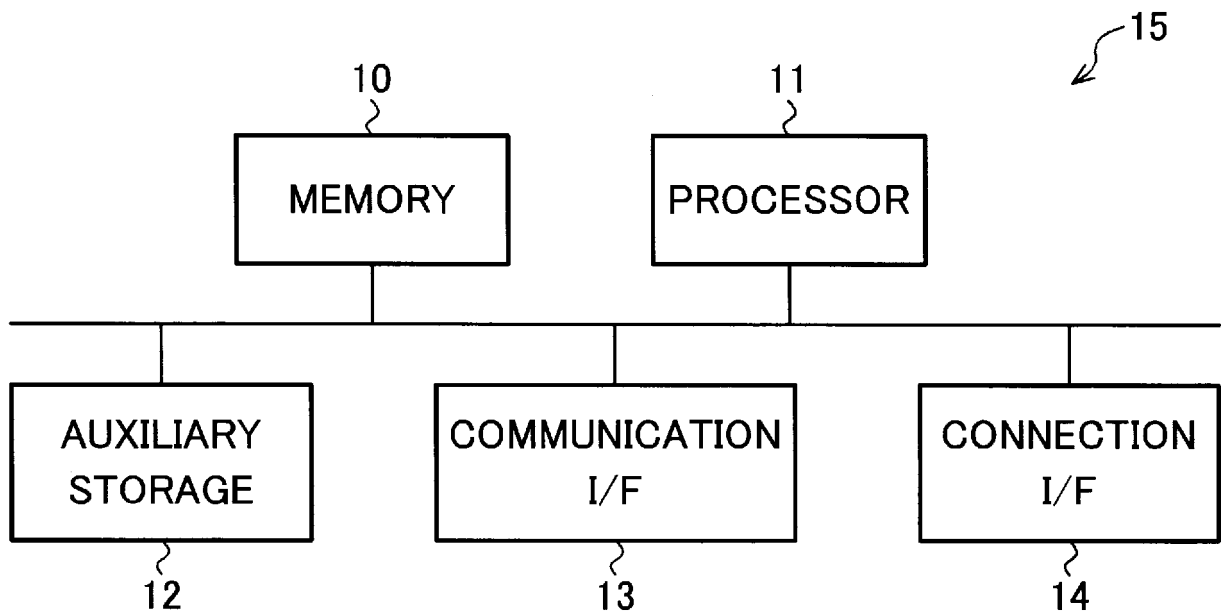 15
10
11
MEMORY
PROCESSOR
AUXILIARY
STORAGE
COMMUNICATION
I/F
CONNECTION
I/F
12
13
14